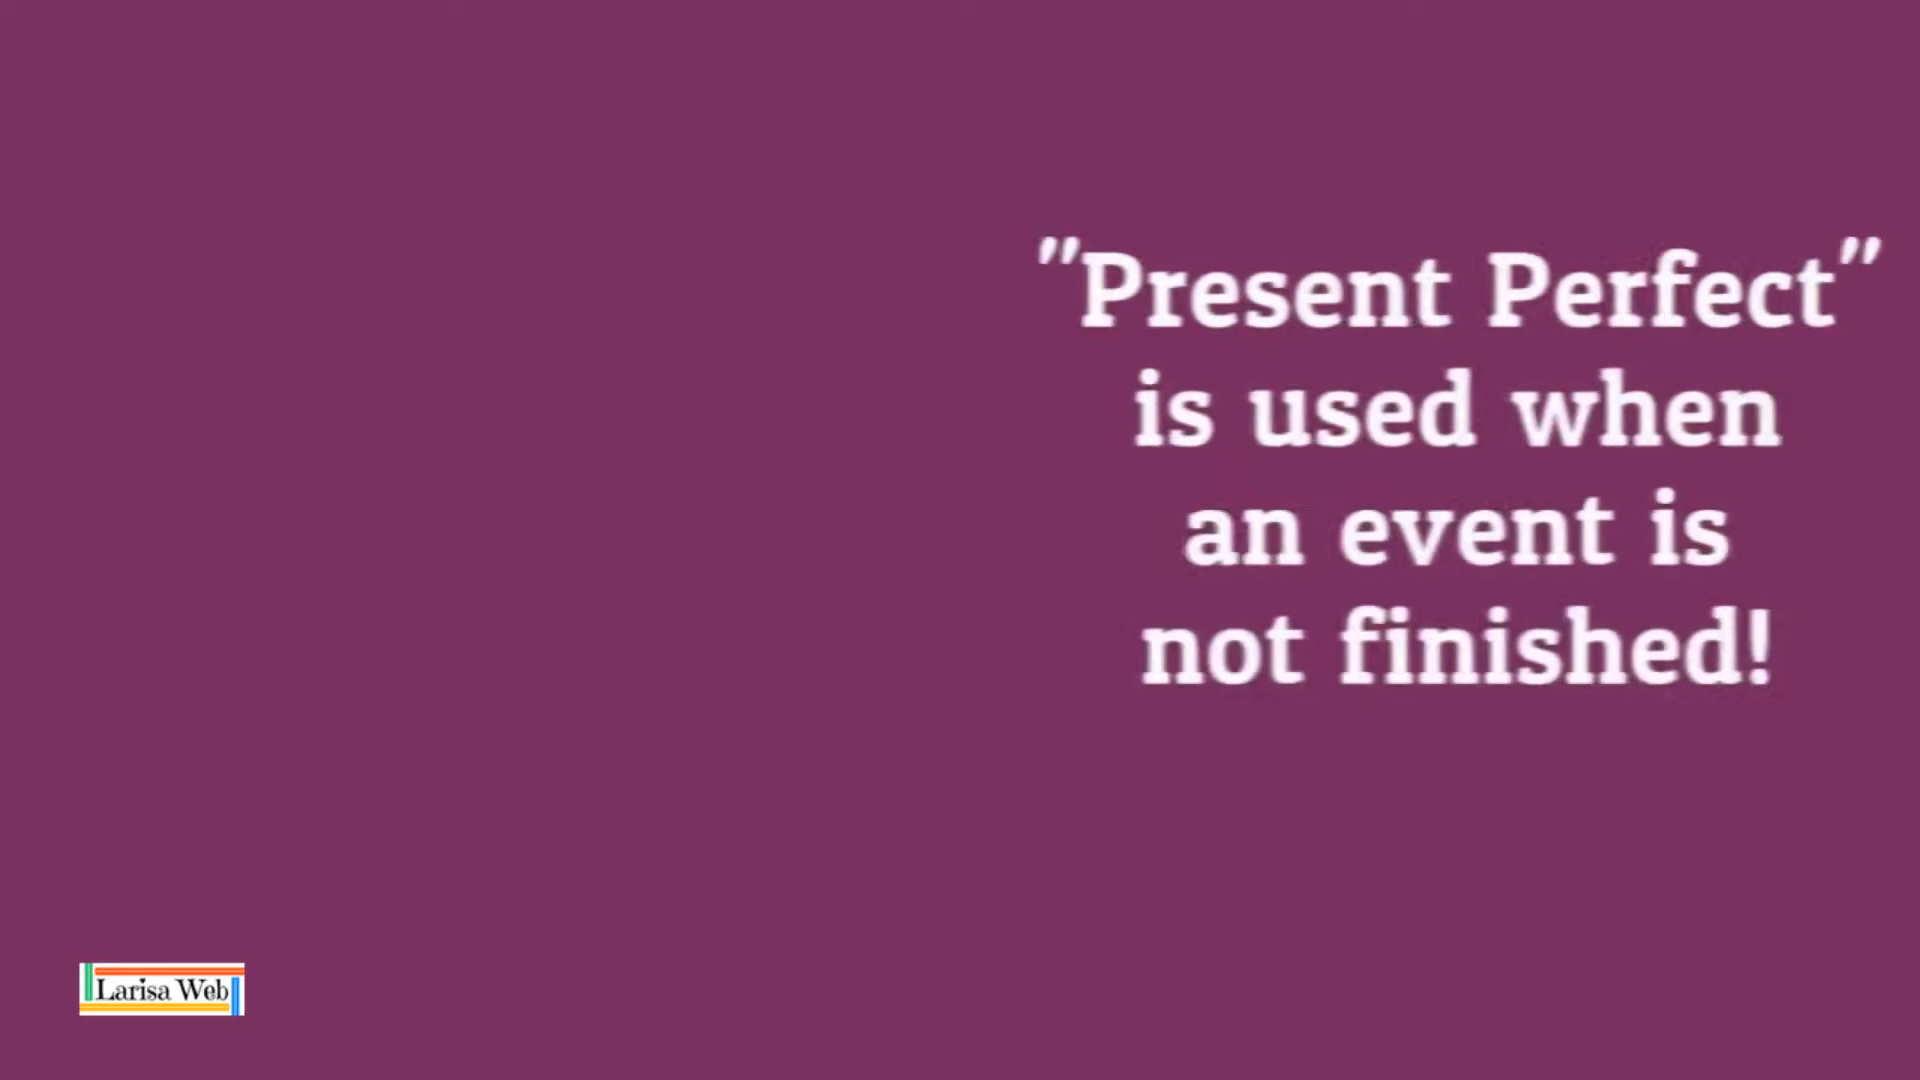 "Present Perfect"
is used when
an event is
not finished!
Larisa Web